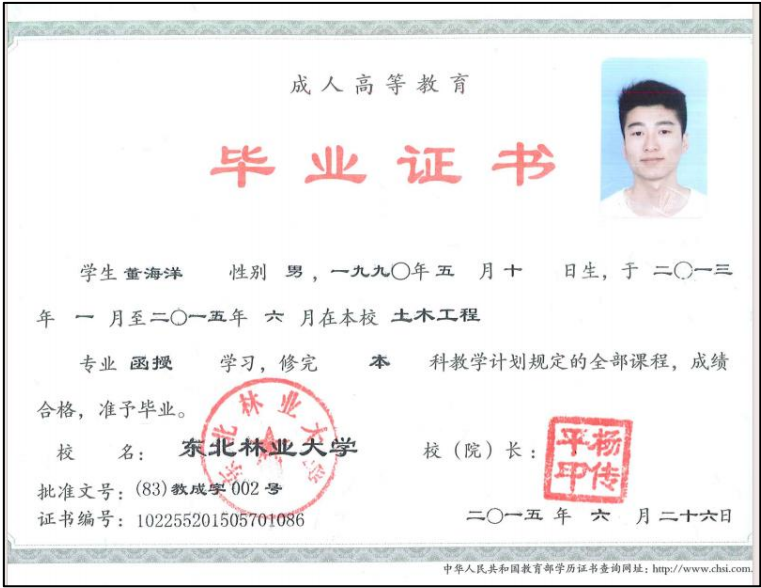 成人高等教育
毕业证书
学生 董海洋 性别 男，一九九〇年 五 月 十 日生，于 二〇一三
年 一 月至 二〇一五 年 六 月在本校 土木工程
专业 函授 学习，修完 本 科教学计划规定的全部课程，成绩
合格，准予毕业。
东北林业大学
校 名： 东北林业大学 校（院）长：
杨传平印
批准文号：(83) 教成字 002 号
证书编号：102255201505701086 二〇一五 年 六 月 二十六日
中华人民共和国教育部学历证书查询网址：http://www.chsi.com.